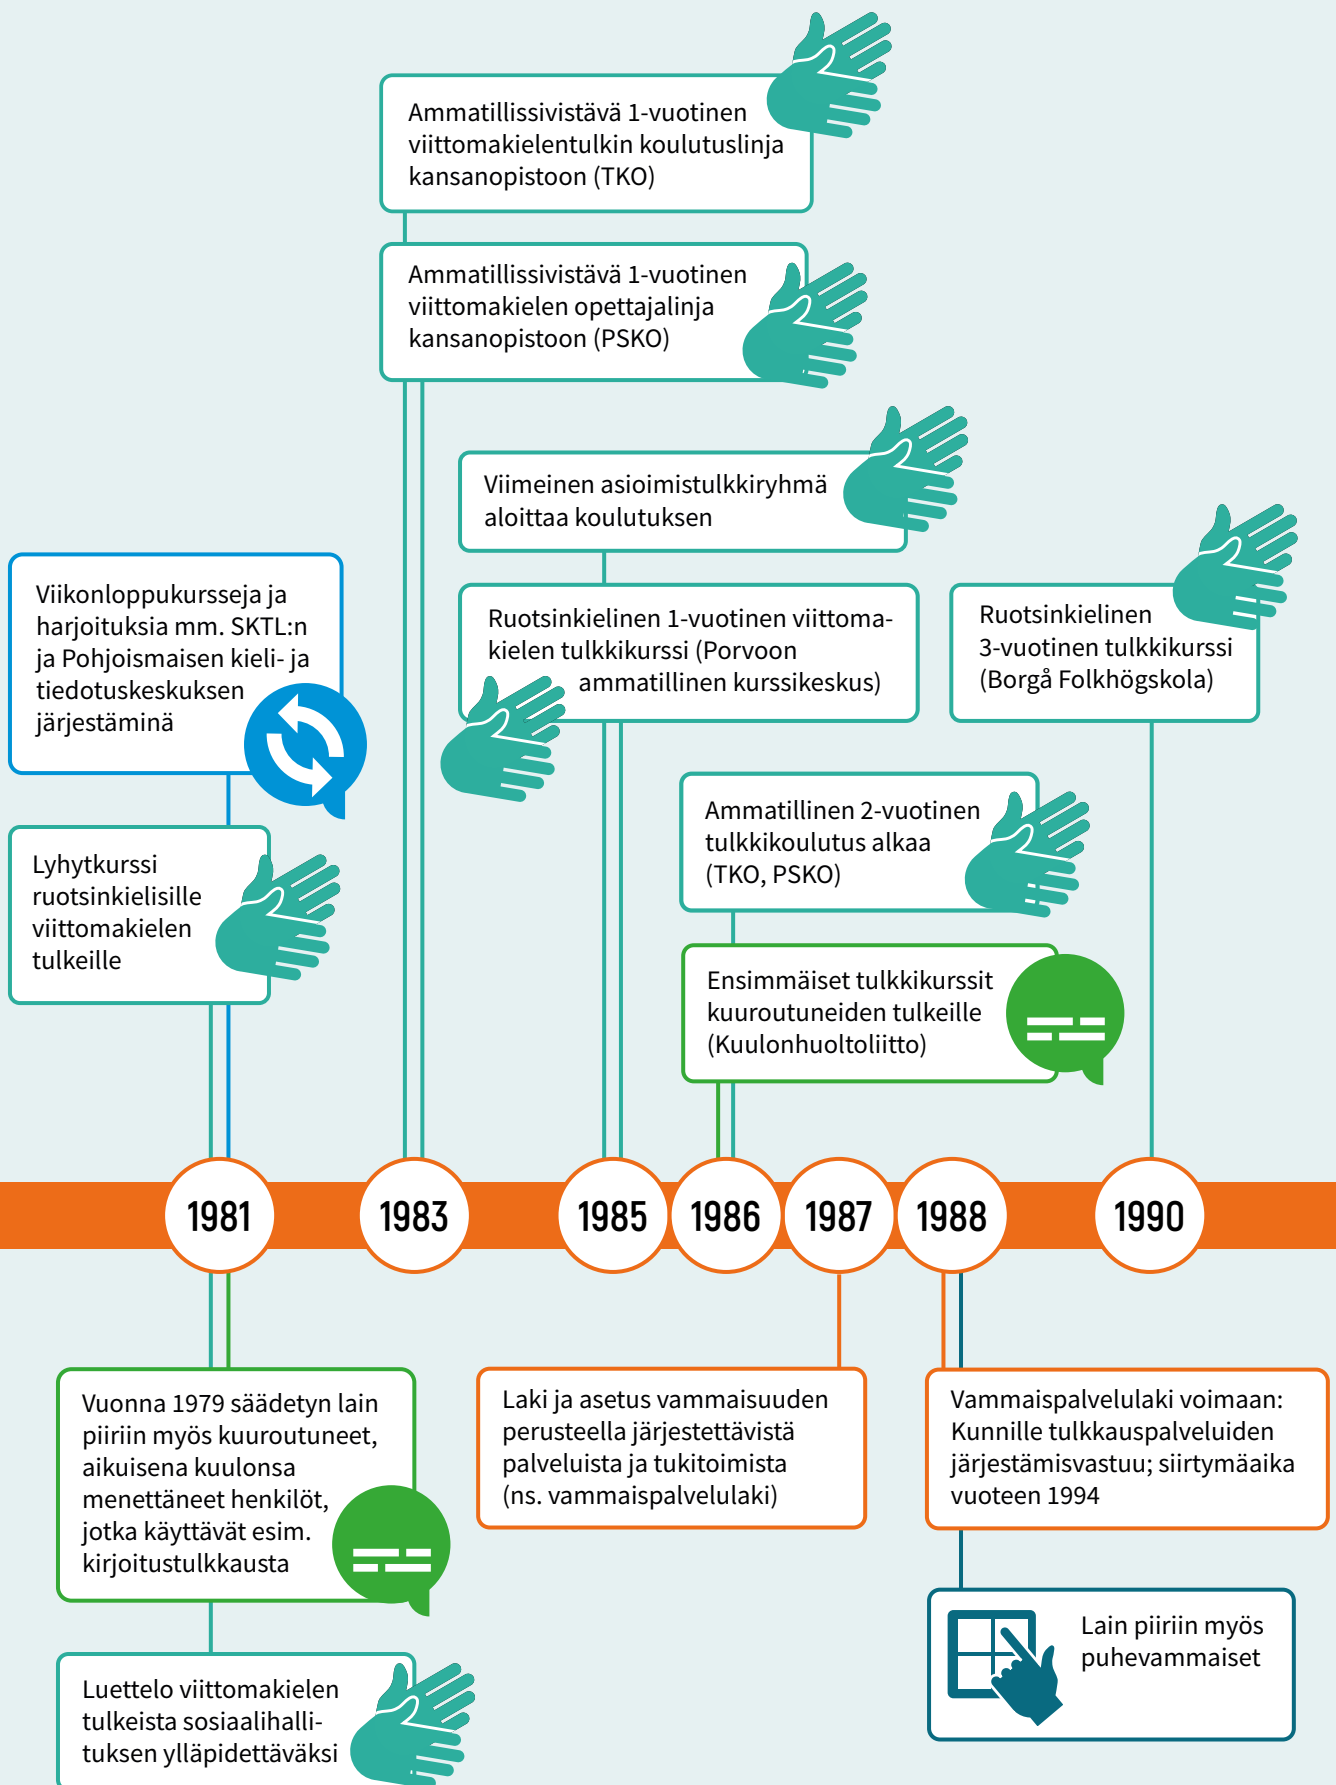 Ammatillissivistävä 1-vuotinen
viittomakielentulkin koulutuslinja
kansanopistoon (TKO)
Ammatillissivistävä 1-vuotinen
viittomakielen opettajalinja
kansanopistoon (PSKO)
Viimeinen asioimistulkkiryhmä
aloittaa koulutuksen
Viikonloppukursseja ja
harjoituksia mm. SKTL:n
ja Pohjoismaisen kieli- ja
tiedotuskeskuksen
järjestäminä
Ruotsinkielinen 1-vuotinen viittoma-
kielen tulkkikurssi (Porvoon
ammatillinen kurssikeskus)
Ruotsinkielinen
3-vuotinen tulkkikurssi
(Borgå Folkhögskola)
Ammatillinen 2-vuotinen
tulkkikoulutus alkaa
(TKO, PSKO)
Lyhytkurssi
ruotsinkielisille
viittomakielen
tulkeille
Ensimmäiset tulkkikurssit
kuuroutuneiden tulkeille
(Kuulonhuoltoliitto)
1981
1983
1985
1986
1987
1988
1990
Vuonna 1979 säädetyn lain
piiriin myös kuuroutuneet,
aikuisena kuulonsa
menettäneet henkilöt,
jotka käyttävät esim.
kirjoitustulkkausta
Laki ja asetus vammaisuuden
perusteella järjestettävistä
palveluista ja tukitoimista
(ns. vammaispalvelulaki)
Vammaispalvelulaki voimaan:
Kunnille tulkkauspalveluiden
järjestämisvastuu; siirtymäaika
vuoteen 1994
Lain piiriin myös
puhevammaiset
Luettelo viittomakielen
tulkeista sosiaalihalli-
tuksen ylläpidettäväksi